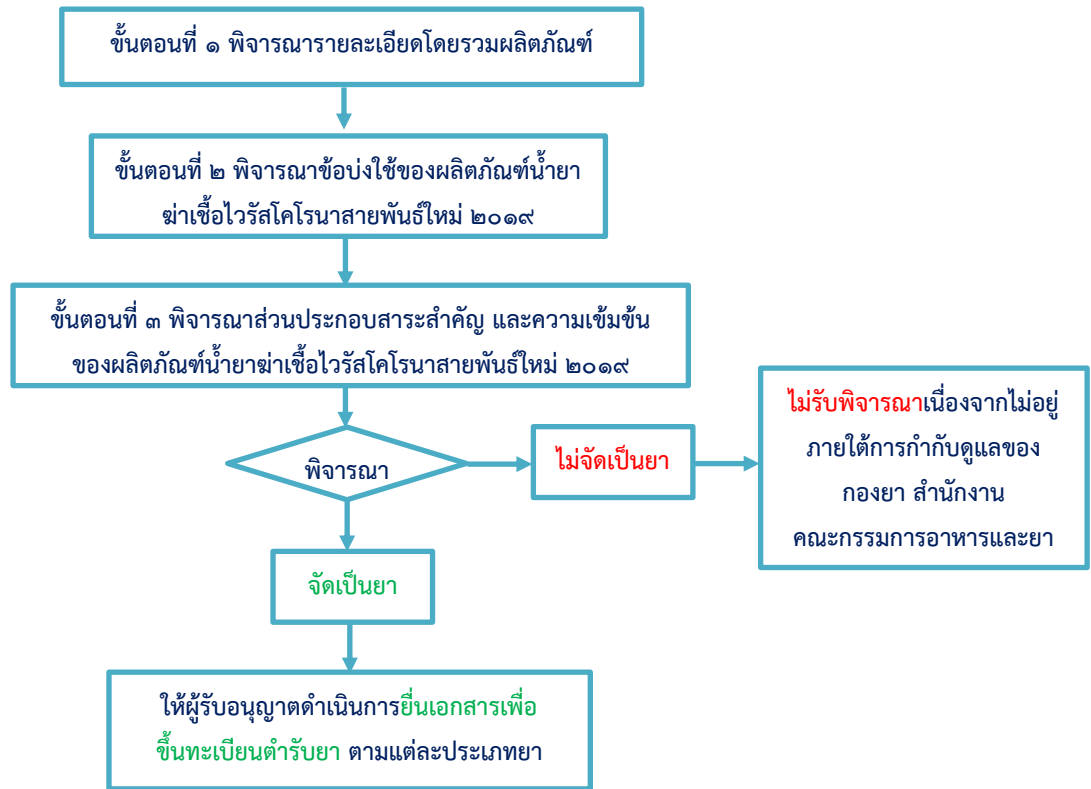 ขั้นตอนที่ ๑ พิจารณารายละเอียดโดยรวมผลิตภัณฑ์
ขั้นตอนที่ ๒ พิจารณาข้อบ่งใช้ของผลิตภัณฑ์น้ำยา
ฆ่าเชื้อไวรัสโคโรนาสายพันธ์ใหม่ ๒๐๑๙
ขั้นตอนที่ ๓ พิจารณาส่วนประกอบสาระสำคัญ และความเข้มข้น
ของผลิตภัณฑ์น้ำยาฆ่าเชื้อไวรัสโคโรนาสายพันธ์ใหม่ ๒๐๑๙
พิจารณา
ไม่จัดเป็นยา
ไม่รับพิจารณาเนื่องจากไม่อยู่
ภายใต้การกำกับดูแลของ
กองยา สำนักงาน
คณะกรรมการอาหารและยา
จัดเป็นยา
ให้ผู้รับอนุญาตดำเนินการยื่นเอกสารเพื่อ
ขึ้นทะเบียนตำรับยา ตามแต่ละประเภทยา